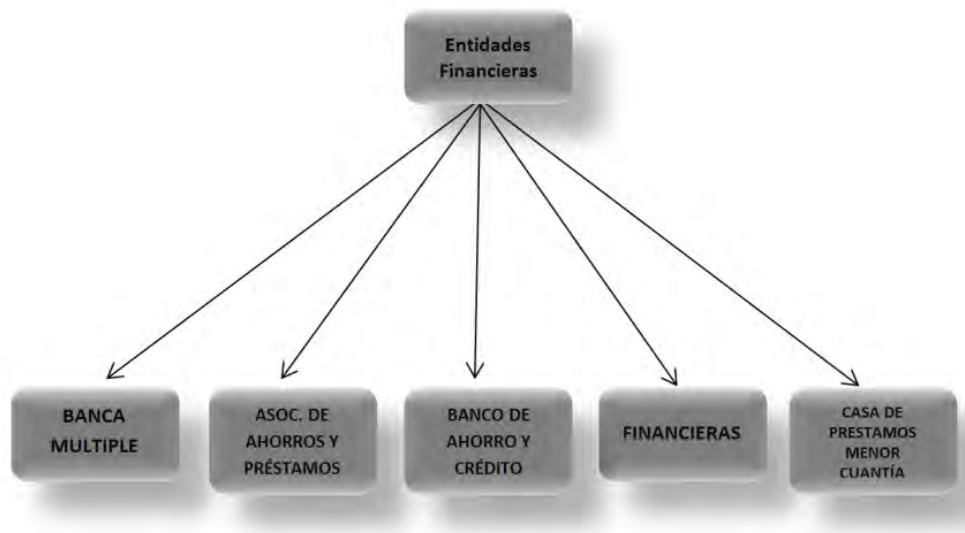 Entidades
Financieras
BANCA
MULTIPLE
ASOC. DE
AHORROS Y
PRÉSTAMOS
BANCO DE
AHORRO Y
CRÉDITO
FINANCIERAS
CASA DE
PRESTAMOS
MENOR
CUANTÍA